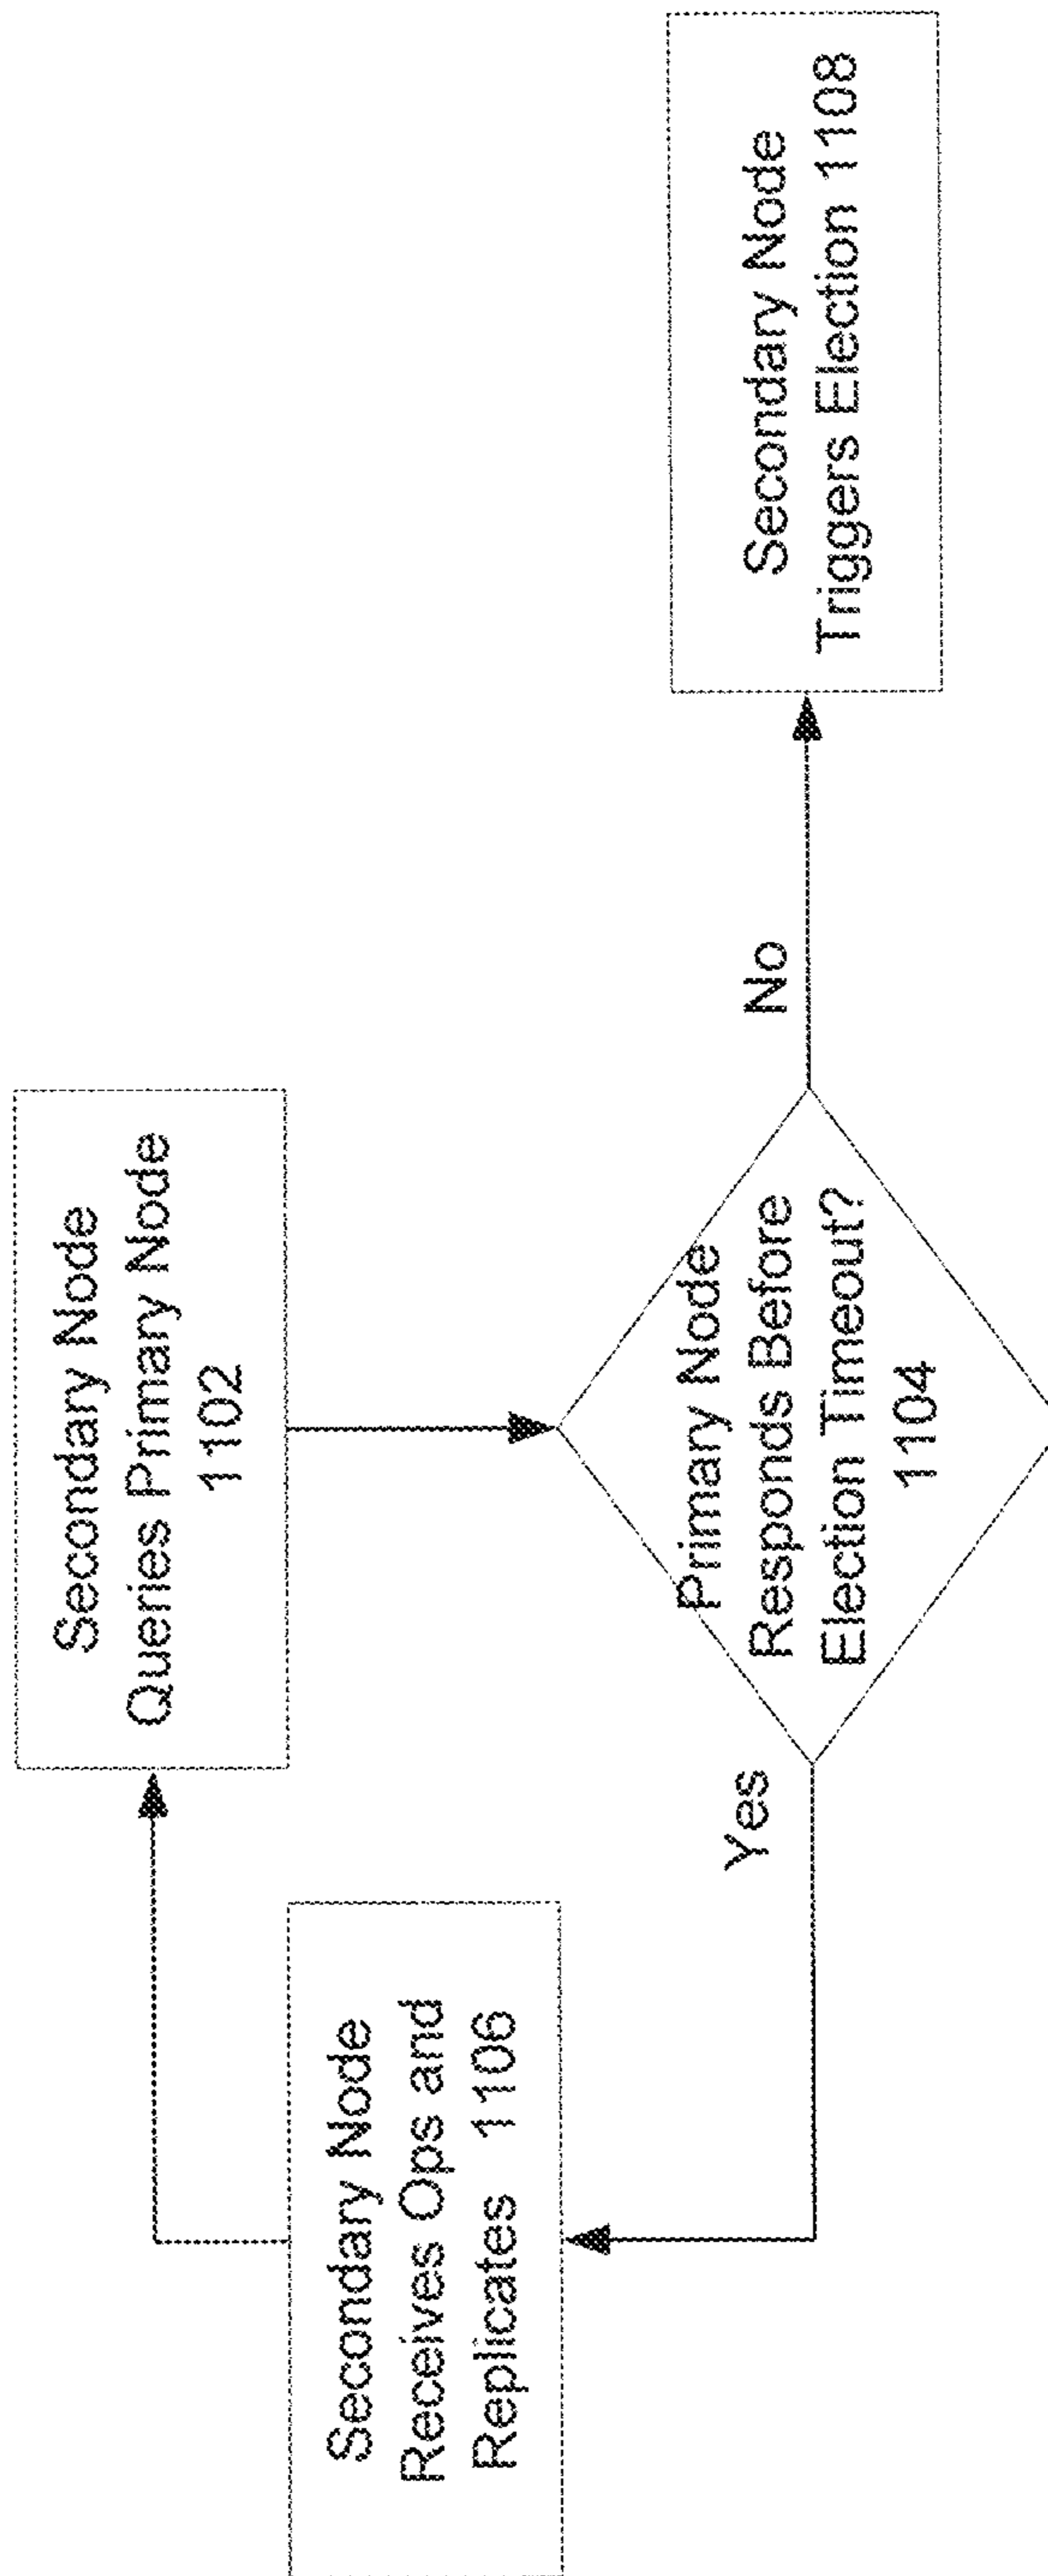 Secondary Node
Queries Primary Node
1102
Primary Node
Responds Before
Election Timeout?
1104
Yes
No
Secondary Node
Receives Ops and
Replicates 1106
Secondary Node
Triggers Election 1108